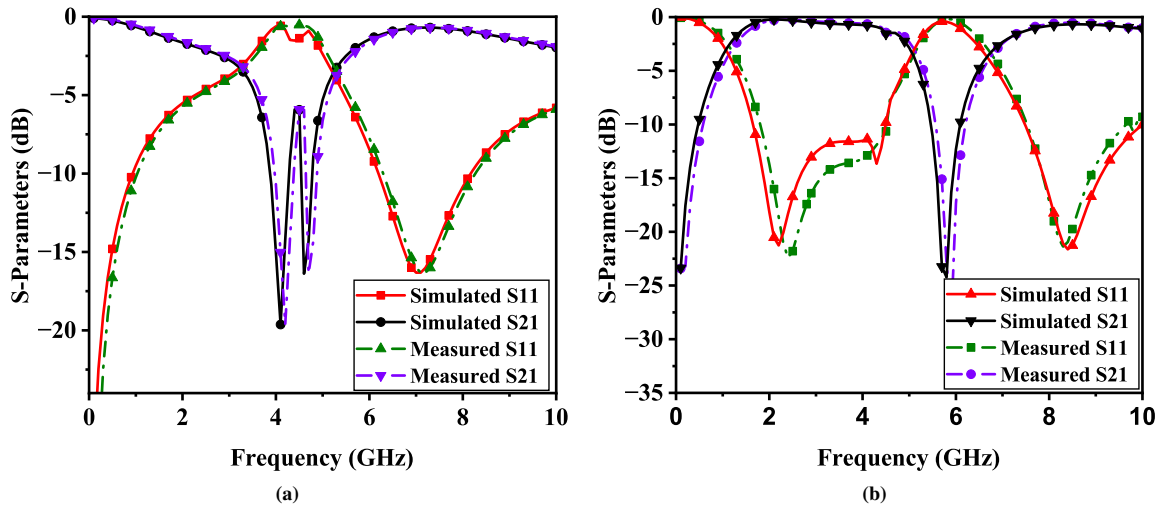 0
−5
−10
−15
−20
S-Parameters (dB)
Simulated S11
Simulated S21
Measured S11
Measured S21
0 2 4 6 8 10
Frequency (GHz)
(a)
0
−5
−10
−15
−20
−25
−30
−35
S-Parameters (dB)
Simulated S11
Simulated S21
Measured S11
Measured S21
0 2 4 6 8 10
Frequency (GHz)
(b)